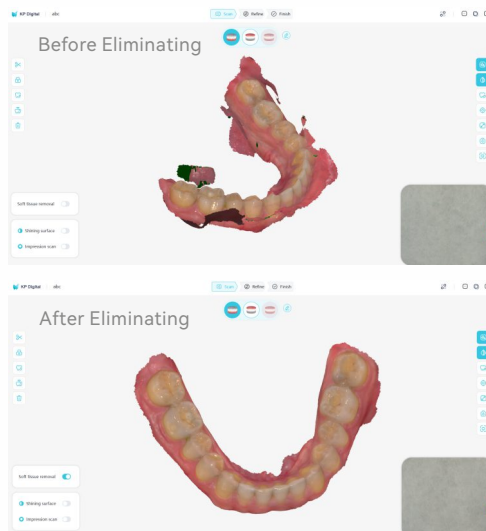 KP Digital abc Scan Refine Finish
Before Eliminating
Soft tissue removal
Shining surface
Impression scan
KP Digital abc Scan Refine Finish
After Eliminating
Soft tissue removal
Shining surface
Impression scan